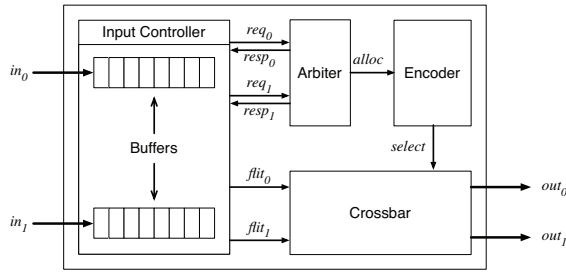 Input Controller
in0
Buffers
in1
req0
resp0
req1
resp1
Arbiter
alloc
Encoder
select
flit0
flit1
Crossbar
out0
out1